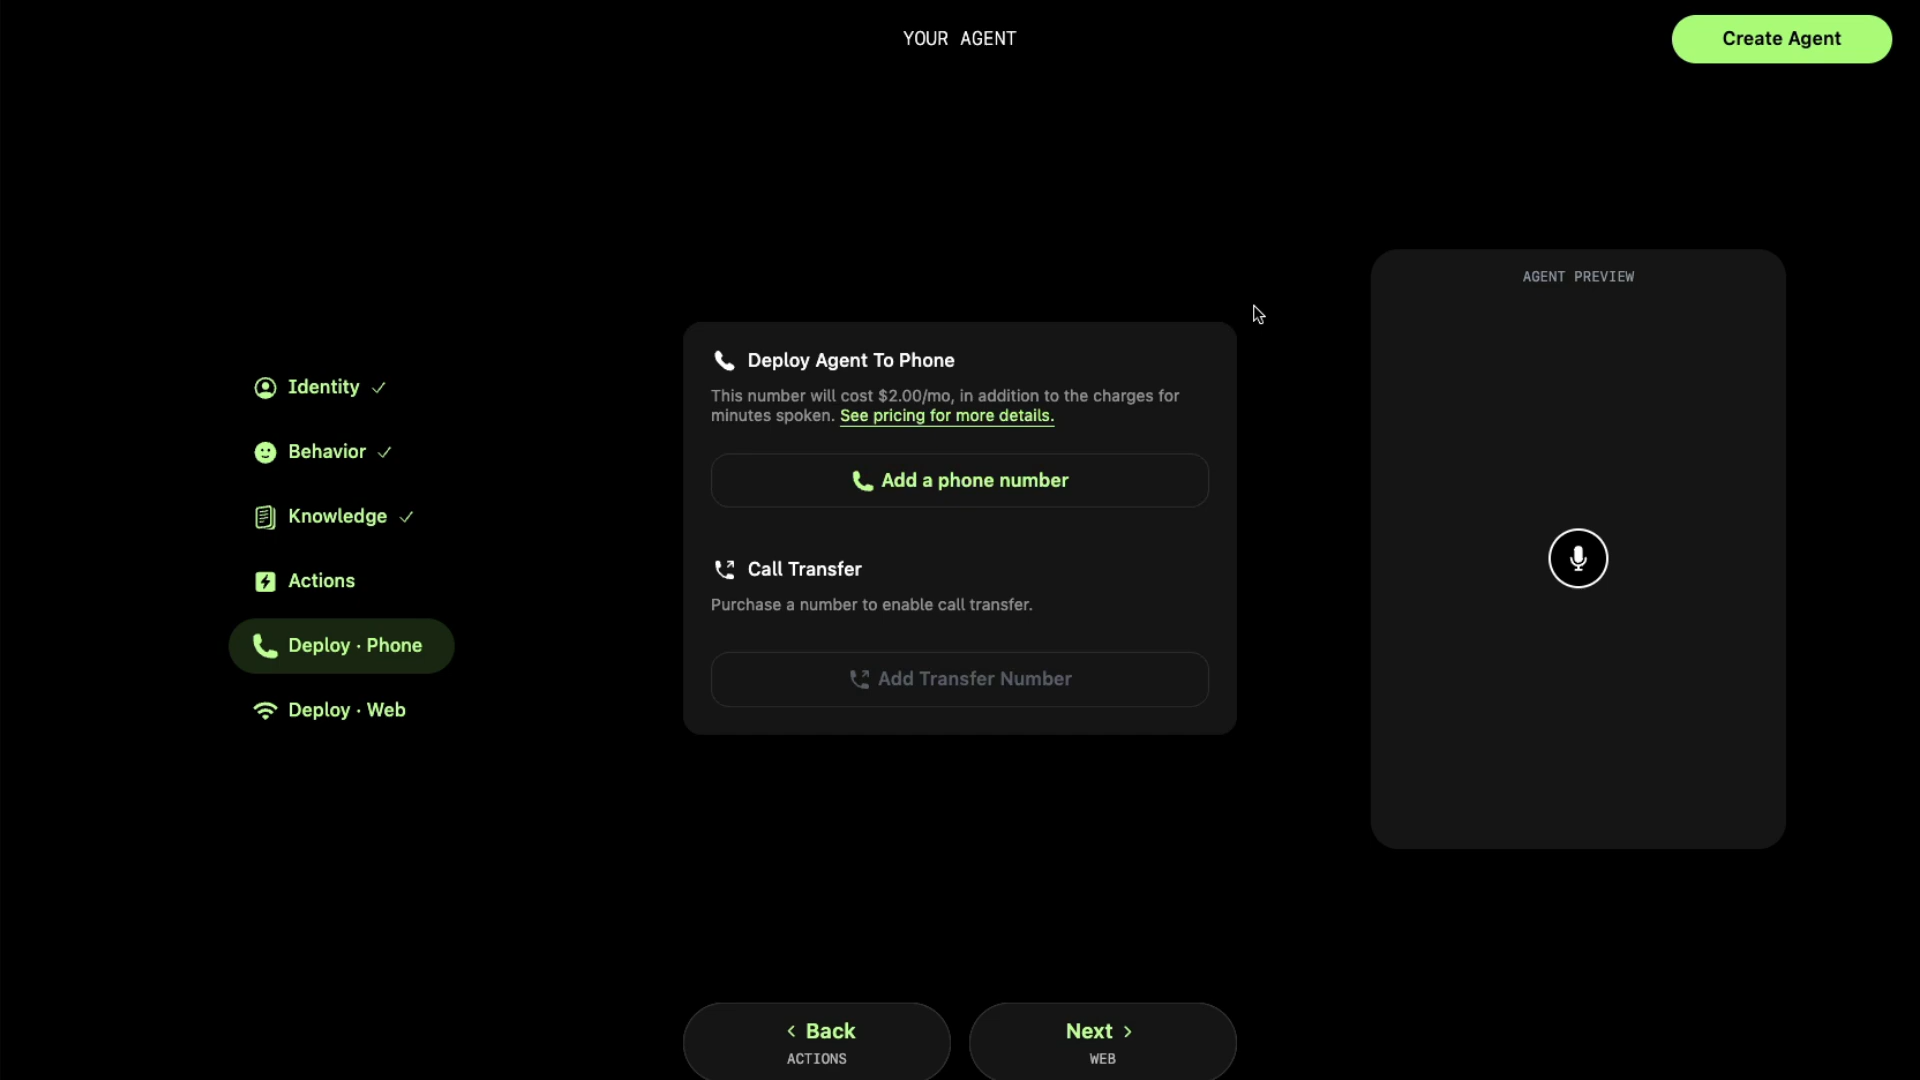 YOUR AGENT
Create Agent
Identity
Behavior
Knowledge
Actions
Deploy · Phone
Deploy · Web
Deploy Agent To Phone
This number will cost $2.00/mo, in addition to the charges for
minutes spoken. See pricing for more details.
Add a phone number
Call Transfer
Purchase a number to enable call transfer.
Add Transfer Number
AGENT PREVIEW
‹ Back
ACTIONS
Next ›
WEB